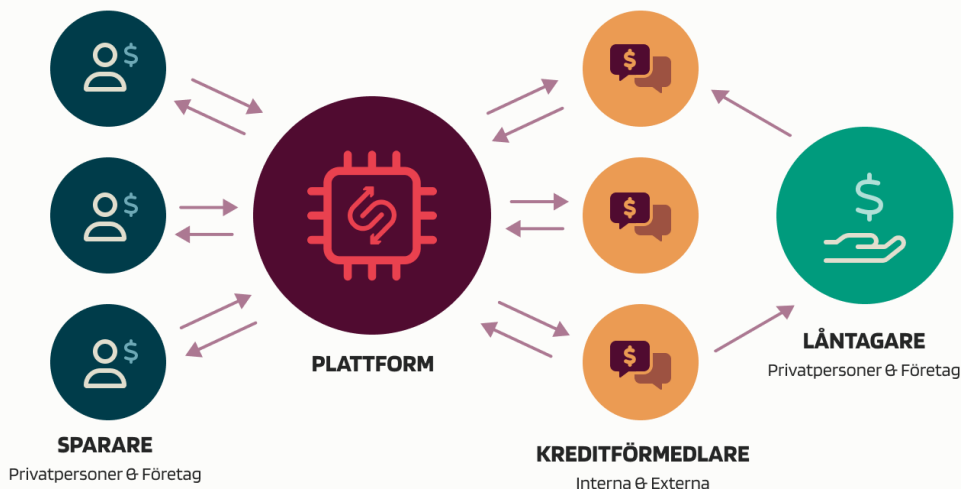 $
$
$
$
$
$
$
PLATTFORM
LÅNTAGARE
Privatpersoner & Företag
SPARARE
Privatpersoner & Företag
KREDITFÖRMEDLARE
Interna & Externa